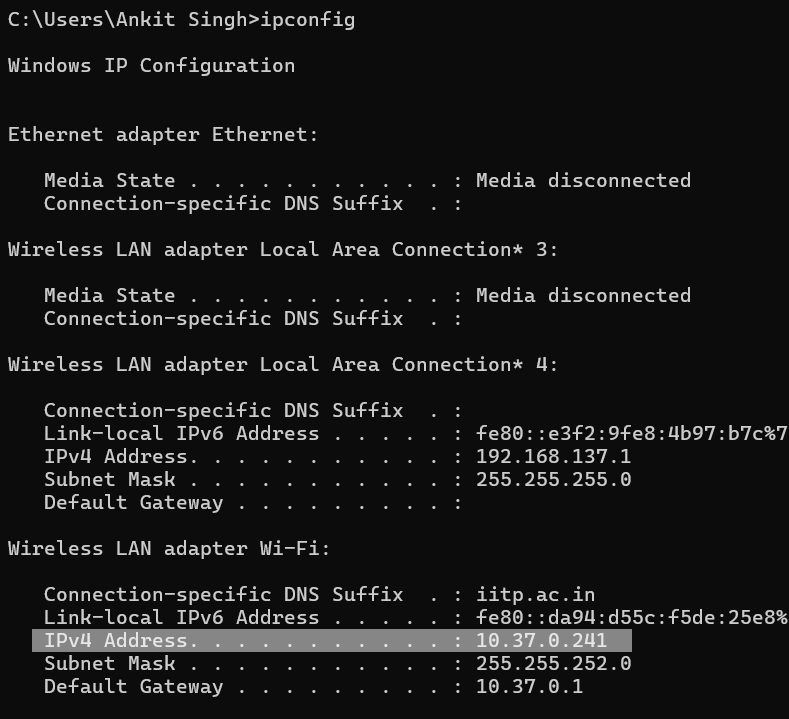 C:\Users\Ankit Singh>ipconfig
Windows IP Configuration
Ethernet adapter Ethernet:
Media State . . . . . . . . . . . : Media disconnected
Connection-specific DNS Suffix  . :
Wireless LAN adapter Local Area Connection* 3:
Media State . . . . . . . . . . . : Media disconnected
Connection-specific DNS Suffix  . :
Wireless LAN adapter Local Area Connection* 4:
Connection-specific DNS Suffix  . :
Link-local IPv6 Address . . . . . : fe80::e3f2:9fe8:4b97:b7c%7
IPv4 Address. . . . . . . . . . . : 192.168.137.1
Subnet Mask . . . . . . . . . . . : 255.255.255.0
Default Gateway . . . . . . . . . :
Wireless LAN adapter Wi-Fi:
Connection-specific DNS Suffix  . : iitp.ac.in
Link-local IPv6 Address . . . . . : fe80::da94:d55c:f5de:25e8%
IPv4 Address. . . . . . . . . . . : 10.37.0.241
Subnet Mask . . . . . . . . . . . : 255.255.252.0
Default Gateway . . . . . . . . . : 10.37.0.1